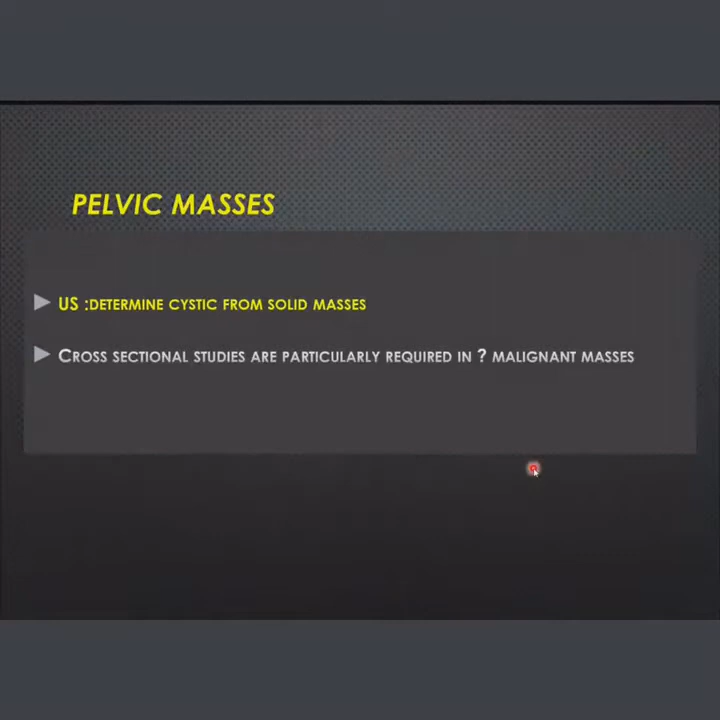 PELVIC MASSES
US :DETERMINE CYSTIC FROM SOLID MASSES
CROSS SECTIONAL STUDIES ARE PARTICULARLY REQUIRED IN ? MALIGNANT MASSES